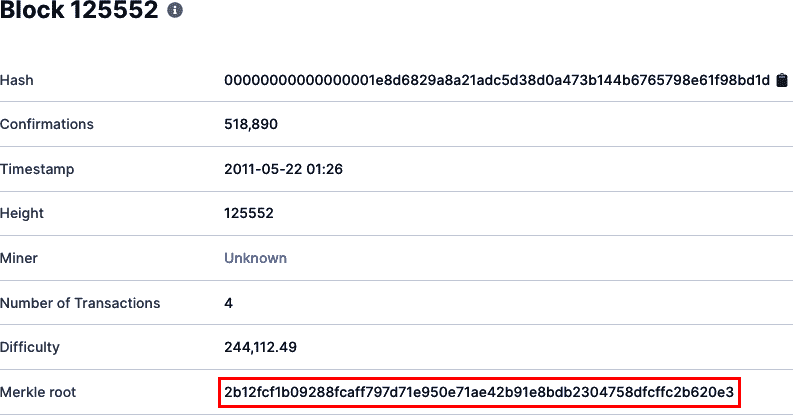 Block 125552
Hash 00000000000000001e8d6829a8a21adc5d38d0a473b144b6765798e61f98bd1d
Confirmations 518,890
Timestamp 2011-05-22 01:26
Height 125552
Miner Unknown
Number of Transactions 4
Difficulty 244,112.49
Merkle root 2b12fcf1b09288fcaff797d71e950e71ae42b91e8bdb2304758dfcffc2b620e3